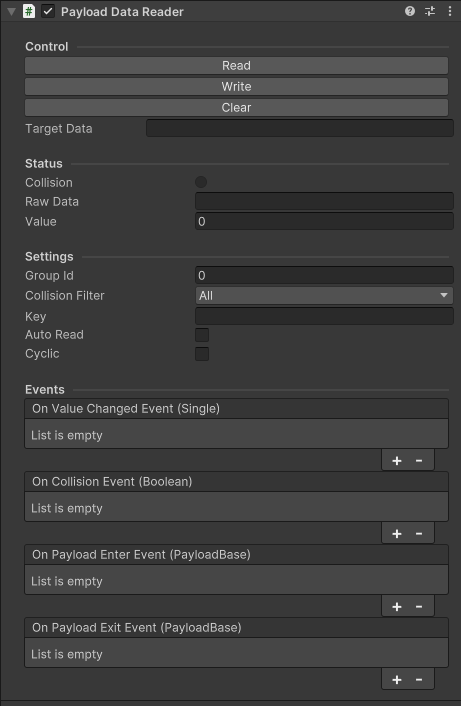 # Payload Data Reader
Control
Read
Write
Clear
Target Data
Status
Collision
Raw Data
Value 0
Settings
Group Id 0
Collision Filter All
Key
Auto Read
Cyclic
Events
On Value Changed Event (Single)
List is empty
+ -
On Collision Event (Boolean)
List is empty
+ -
On Payload Enter Event (PayloadBase)
List is empty
+ -
On Payload Exit Event (PayloadBase)
List is empty
+ -